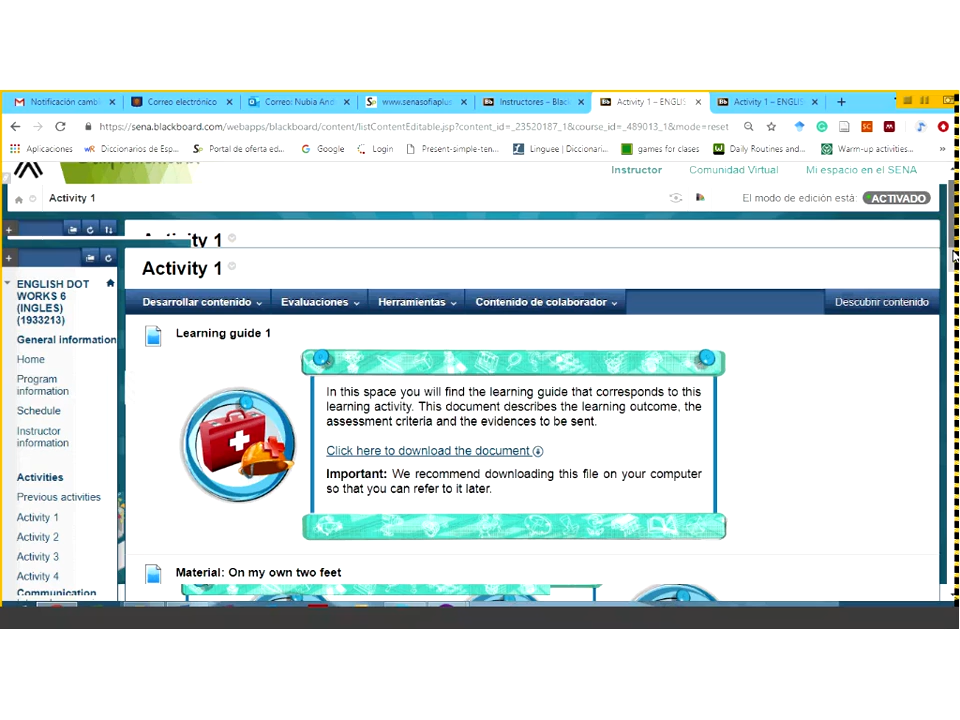 Notificación cambi
Correo electrónico
Correo: Nubia And
www.senasofiaplus
Instructores – Blac
Activity 1 – ENGLIS
Activity 1 – ENGLIS
https://sena.blackboard.com/webapps/blackboard/content/listContentEditable.jsp?content_id=_23520187_1&course_id=_489013_1&mode=reset
Aplicaciones
Diccionarios de Esp...
Portal de oferta ed...
Google
Login
Present-simple-ten...
Linguee | Diccionari...
games for classes
Daily Routines and...
Warm-up activities...
»
Instructor
Comunidad Virtual
Mi espacio en el SENA
Activity 1
El modo de edición está: ACTIVADO
Activity 1
Desarrollar contenido
Evaluaciones
Herramientas
Contenido de colaborador
Descubrir contenido
ENGLISH DOT
WORKS 6
(INGLES)
(1933213)
General information
Home
Program
information
Schedule
Instructor
information
Activities
Previous activities
Activity 1
Activity 2
Activity 3
Activity 4
Communication
Learning guide 1
In this space you will find the learning guide that corresponds to this
learning activity. This document describes the learning outcome, the
assessment criteria and the evidences to be sent.
Click here to download the document
Important: We recommend downloading this file on your computer
so that you can refer to it later.
Material: On my own two feet